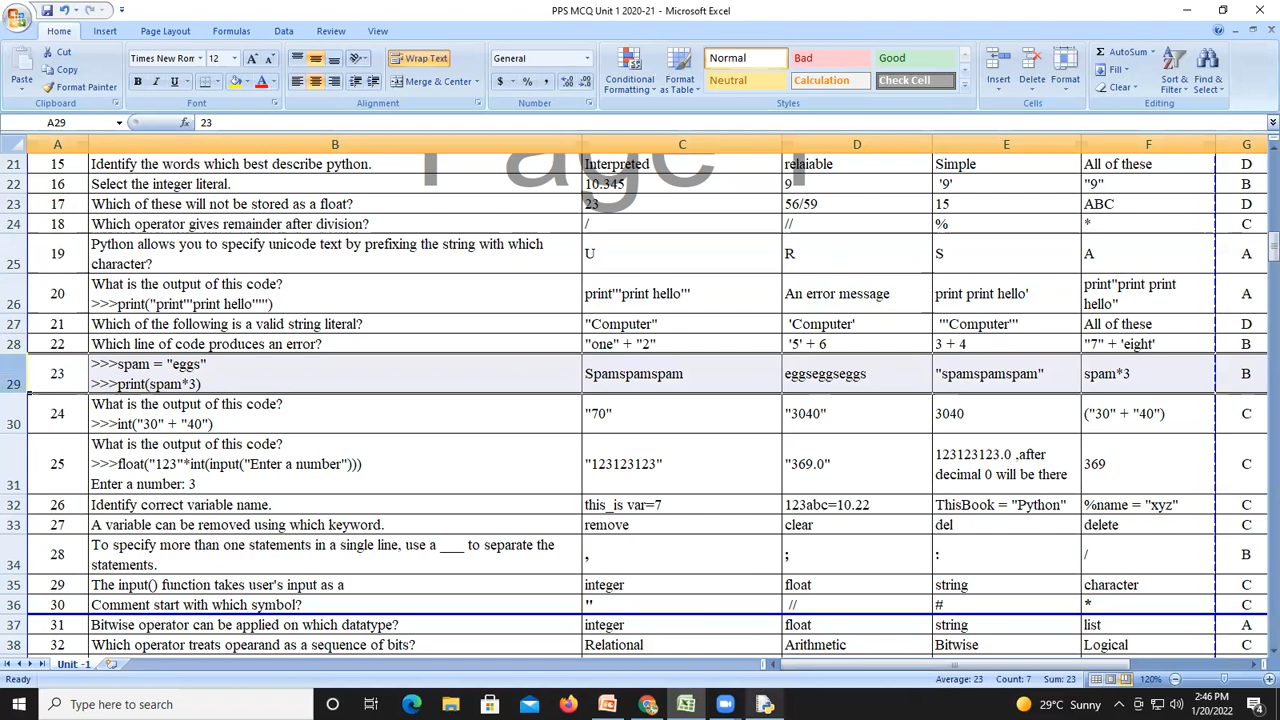 PPS MCQ Unit 1 2020-21 - Microsoft Excel
Home Insert Page Layout Formulas Data Review View
Cut
Copy
Format Painter
Paste
Clipboard
Times New Rom 12
B I U
Font
Wrap Text
Merge & Center
Alignment
General
$ % ,
Number
Conditional Formatting
Format as Table
Normal Bad Good
Neutral Calculation Check Cell
Styles
Insert Delete Format
Cells
AutoSum
Fill
Clear
Sort & Filter
Find & Select
Editing
A29 fx 23
A B C D E F G
Page 1
21 15 Identify the words which best describe python. Interpreted relaiable Simple All of these D
22 16 Select the integer literal. 10.345 9 '9' "9" B
23 17 Which of these will not be stored as a float? 23 56/59 15 ABC D
24 18 Which operator gives remainder after division? / // % * C
25 19 Python allows you to specify unicode text by prefixing the string with which
character? U R S A A
26 20 What is the output of this code?
>>>print("print'"print hello"'") print'"print hello"' An error message print print hello' print"print print
hello" A
27 21 Which of the following is a valid string literal? "Computer" 'Computer' '"Computer"' All of these D
28 22 Which line of code produces an error? "one" + "2" '5' + 6 3 + 4 "7" + 'eight' B
29 23 >>>spam = "eggs"
>>>print(spam*3) Spamspamspam eggseggseggs "spamspamspam" spam*3 B
30 24 What is the output of this code?
>>>int("30" + "40") "70" "3040" 3040 ("30" + "40") C
31 25 What is the output of this code?
>>>float("123"*int(input("Enter a number")))
Enter a number: 3 "123123123" "369.0" 123123123.0 ,after
decimal 0 will be there 369 C
32 26 Identify correct variable name. this_is var=7 123abc=10.22 ThisBook = "Python" %name = "xyz" C
33 27 A variable can be removed using which keyword. remove clear del delete C
34 28 To specify more than one statements in a single line, use a ___ to separate the
statements. , ; : / B
35 29 The input() function takes user's input as a integer float string character C
36 30 Comment start with which symbol? " // # * C
37 31 Bitwise operator can be applied on which datatype? integer float string list A
38 32 Which operator treats opearand as a sequence of bits? Relational Arithmetic Bitwise Logical C
Unit -1
Ready Average: 23 Count: 7 Sum: 23 120%
Type here to search
29°C Sunny
2:46 PM
1/20/2022
4